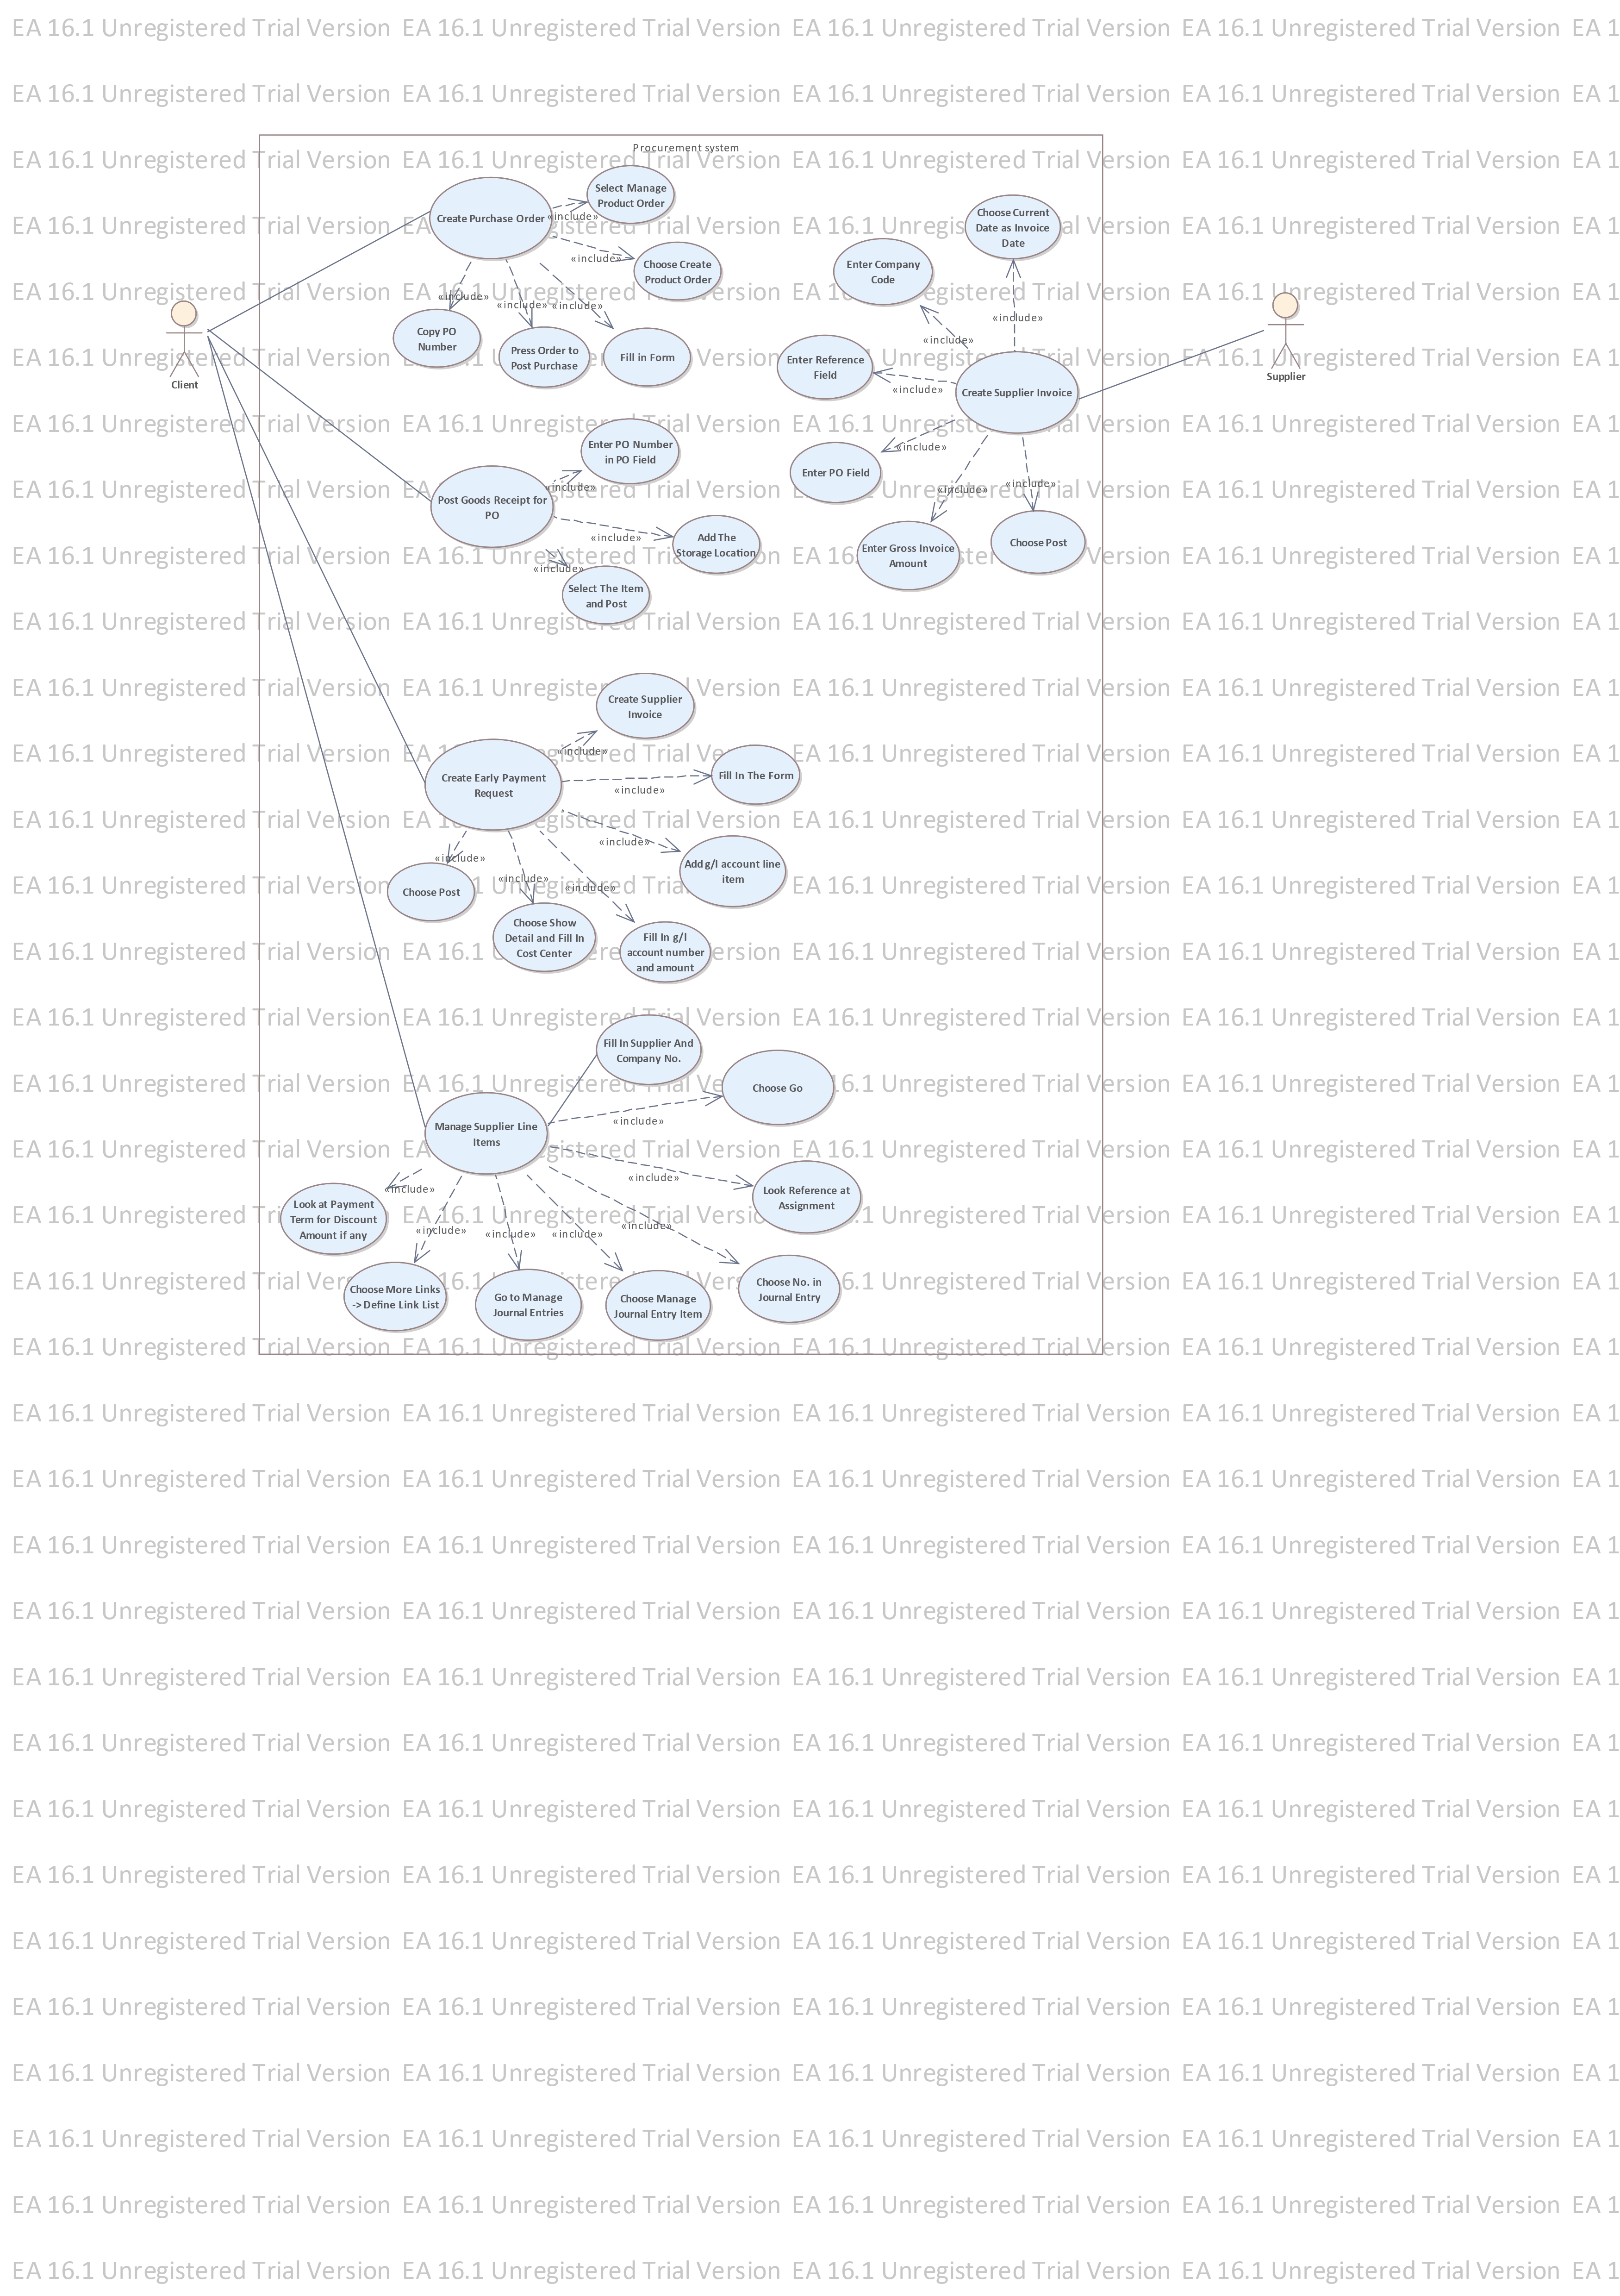 EA 16.1 Unregistered Trial Version EA 16.1 Unregistered Trial Version EA 16.1 Unregistered Trial Version EA 16.1 Unregistered Trial Version EA 1
Procurement system
Client
Supplier
Create Purchase Order
«include»
Select Manage
Product Order
«include»
Choose Create
Product Order
«include»
Copy PO
Number
«include»
Press Order to
Post Purchase
«include»
Fill in Form
Choose Current
Date as Invoice
Date
«include»
Enter Company
Code
«include»
Enter Reference
Field
«include»
Create Supplier Invoice
Enter PO Field
«include»
Enter Gross Invoice
Amount
«include»
Choose Post
«include»
Post Goods Receipt for
PO
Enter PO Number
in PO Field
«include»
Add The
Storage Location
«include»
Select The Item
and Post
«include»
Create Early Payment
Request
Create Supplier
Invoice
«include»
Fill In The Form
«include»
Add g/l account line
item
«include»
Choose Post
«include»
Choose Show
Detail and Fill In
Cost Center
«include»
Fill In g/l
account number
and amount
«include»
Manage Supplier Line
Items
Fill In Supplier And
Company No.
Choose Go
«include»
Look Reference at
Assignment
«include»
Look at Payment
Term for Discount
Amount if any
«include»
Choose More Links
-> Define Link List
«include»
Go to Manage
Journal Entries
«include»
Choose Manage
Journal Entry Item
«include»
Choose No. in
Journal Entry
«include»